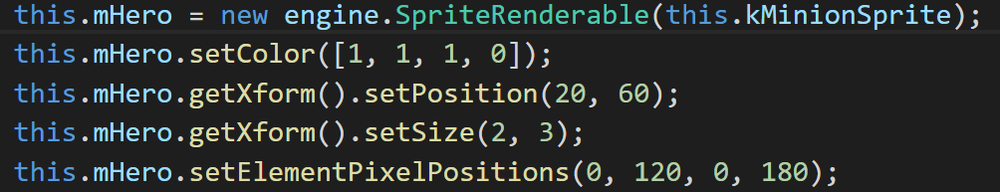 this.mHero = new engine.SpriteRenderable(this.kMinionSprite);
this.mHero.setColor([1, 1, 1, 0]);
this.mHero.getXform().setPosition(20, 60);
this.mHero.getXform().setSize(2, 3);
this.mHero.setElementPixelPositions(0, 120, 0, 180);